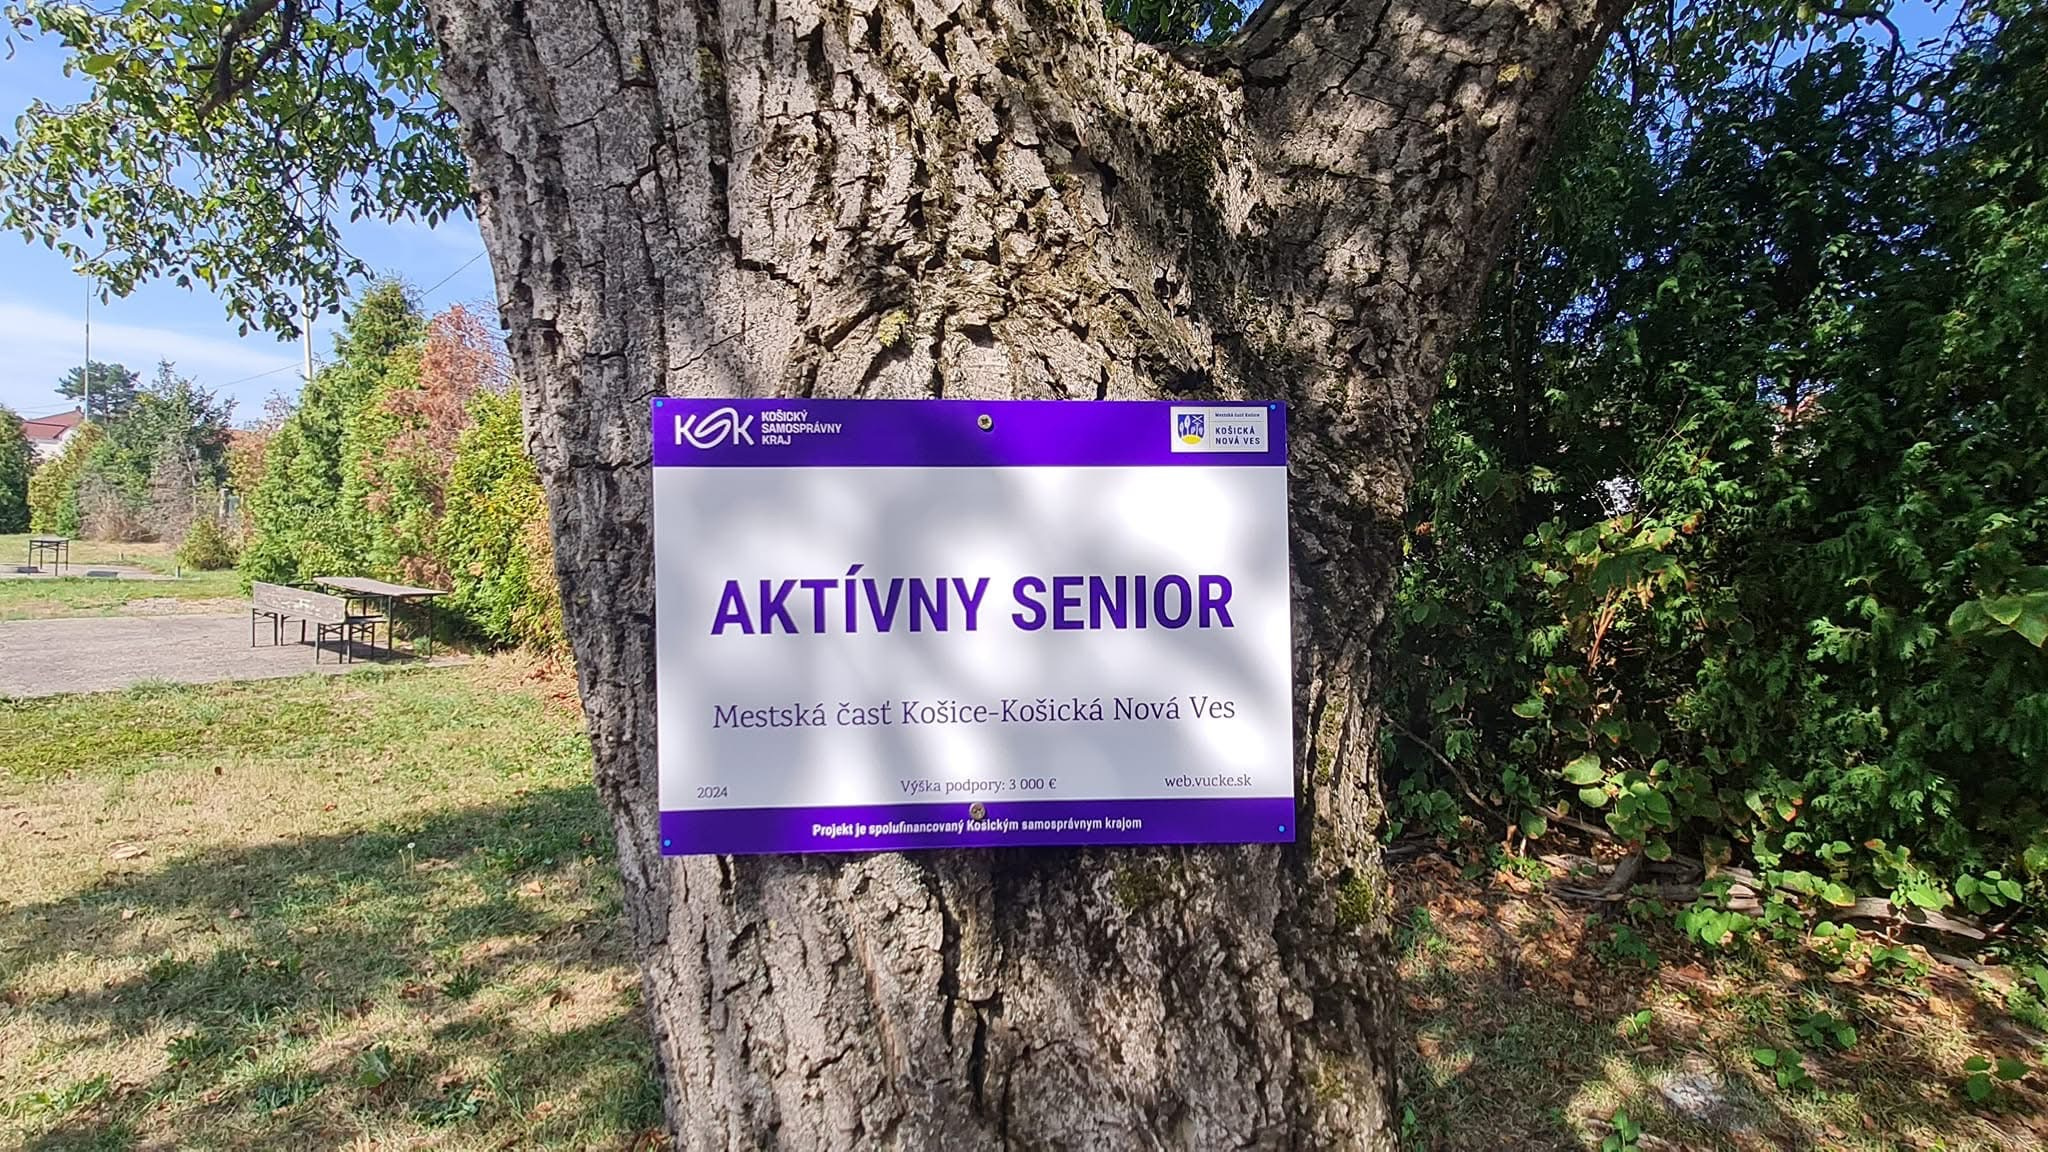 KSK
KOŠICKÝ
SAMOSPRÁVNY
KRAJ
Mestská časť Košice
KOŠICKÁ
NOVÁ VES
AKTÍVNY SENIOR
Mestská časť Košice-Košická Nová Ves
2024
Výška podpory: 3 000 €
web.vucke.sk
Projekt je spolufinancovaný Košickým samosprávnym krajom